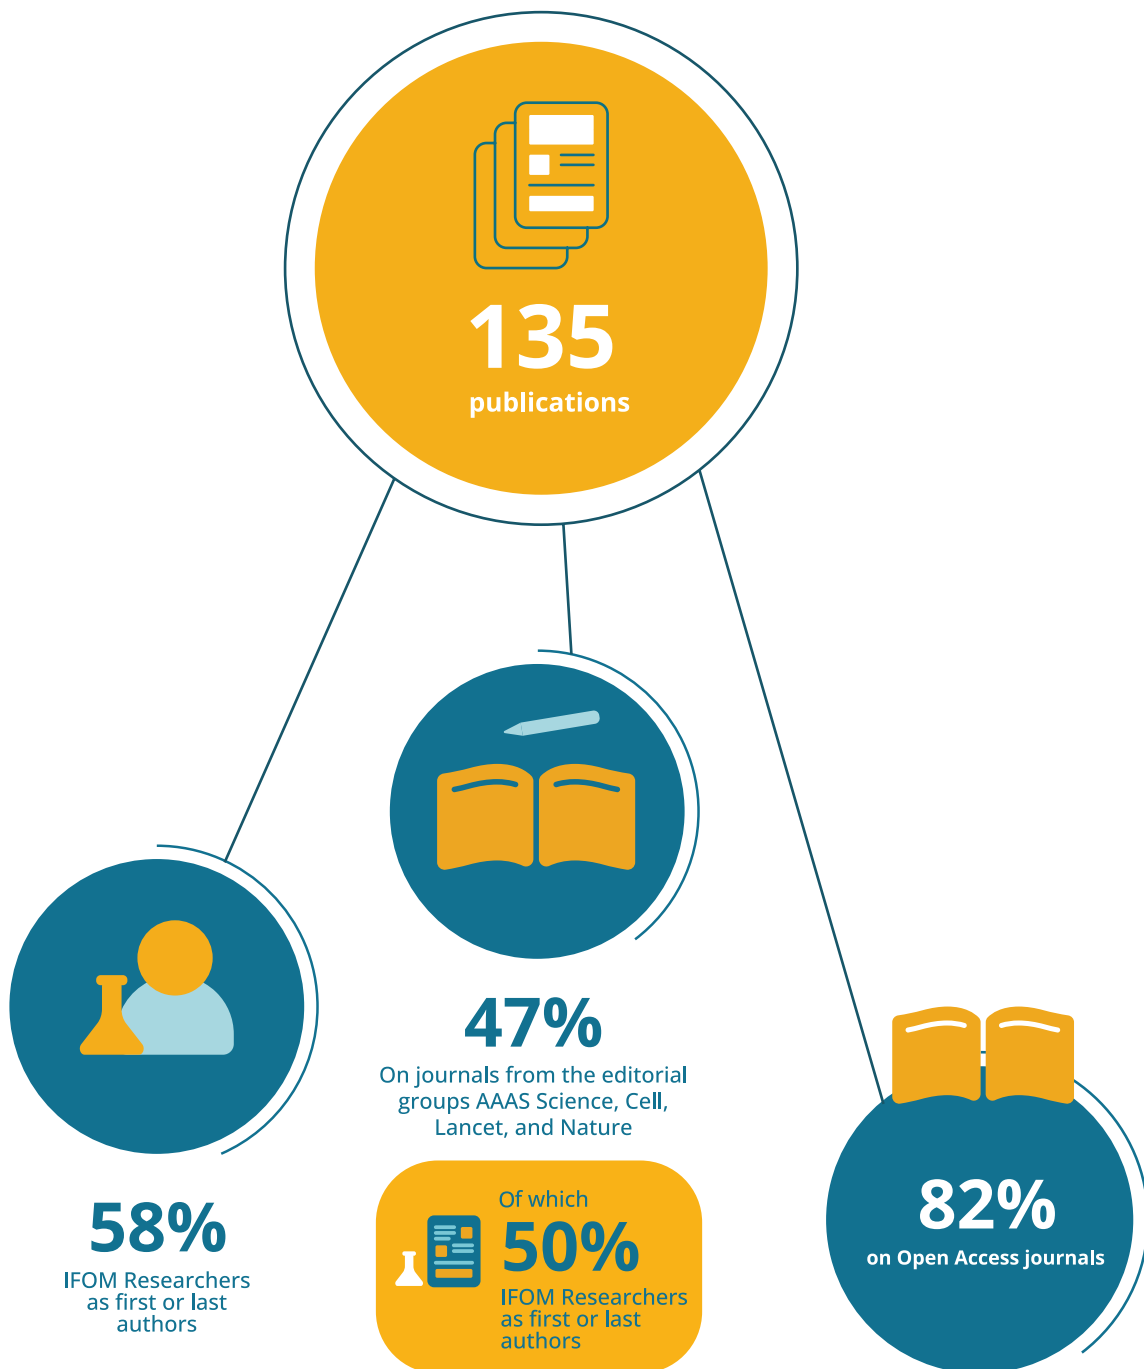 135
publications
58%
IFOM Researchers
as first or last
authors
47%
On journals from the editorial
groups AAAS Science, Cell,
Lancet, and Nature
Of which
50%
IFOM Researchers
as first or last
authors
82%
on Open Access journals